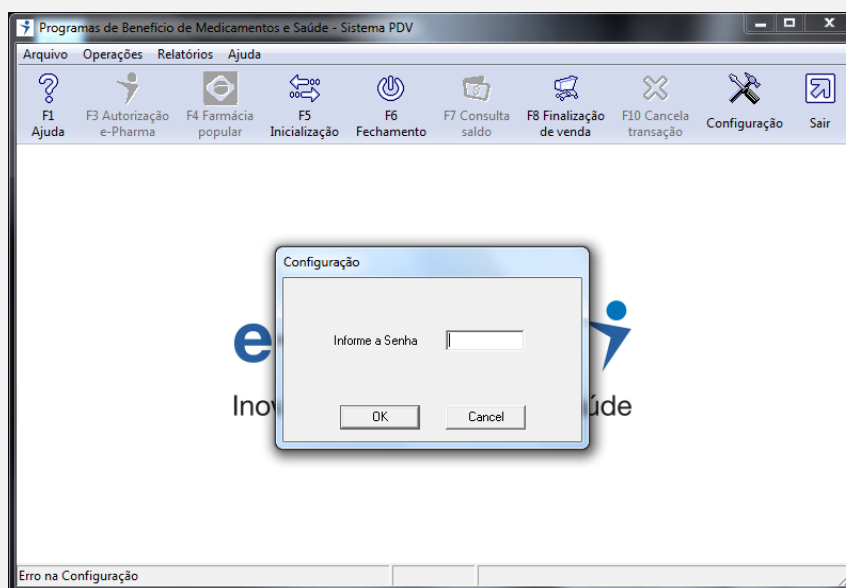 Programas de Benefício de Medicamentos e Saúde - Sistema PDV
Arquivo Operações Relatórios Ajuda
F1
Ajuda
F3 Autorização
e-Pharma
F4 Farmácia
popular
F5
Inicialização
F6
Fechamento
F7 Consulta
saldo
F8 Finalização
de venda
F10 Cancela
transação
Configuração
Sair
Configuração
Informe a Senha
OK Cancel
Erro na Configuração